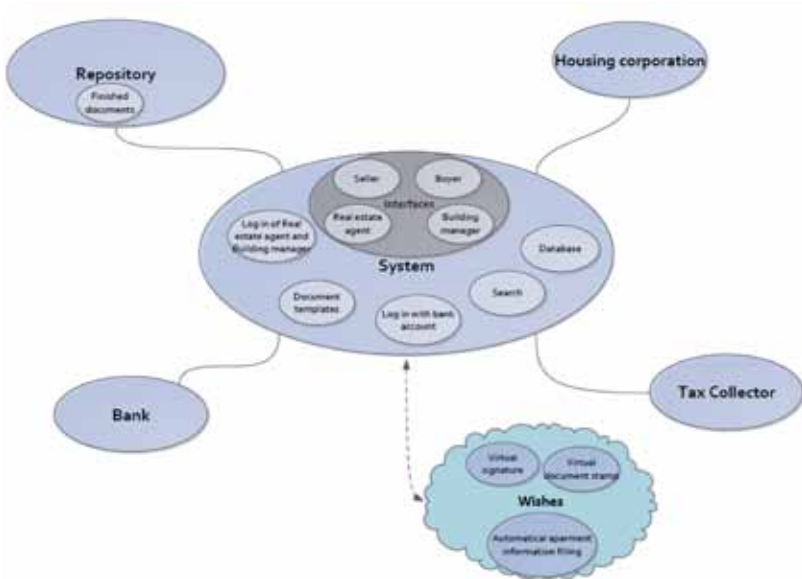 Repository
Finished
documents
Housing corporation
Seller
Buyer
Interfaces
Real estate
agent
Building
manager
Log in of Real
estate agent and
Building manager
System
Database
Document
templates
Log in with bank
account
Search
Bank
Tax Collector
Virtual
signature
Virtual
document stamp
Wishes
Automatical aparment
information filling